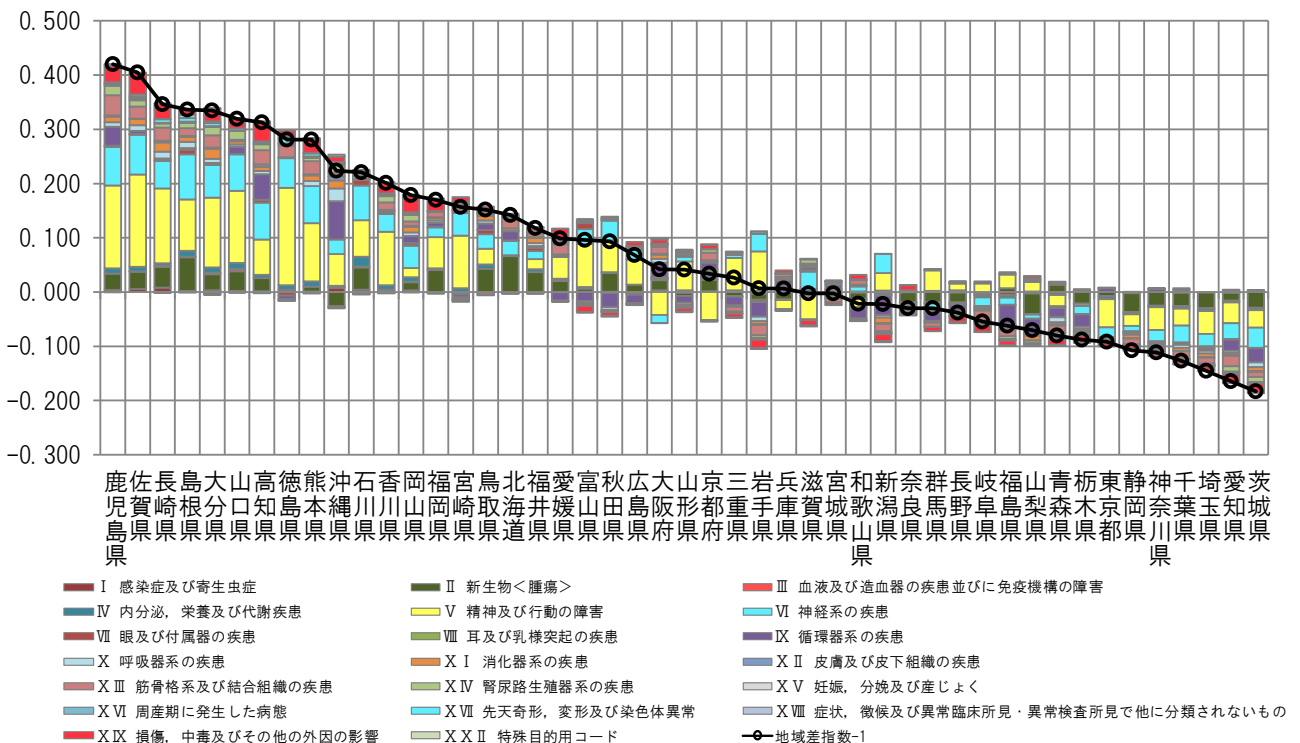 0.500
0.400
0.300
0.200
0.100
0.000
-0.100
-0.200
-0.300
鹿児島県
佐賀県
長崎県
島根県
大分県
山口県
高知県
徳島県
熊本県
沖縄県
石川県
香川県
岡山県
福岡県
宮崎県
鳥取県
北海道
福井県
愛媛県
富山県
秋田県
広島県
大阪府
山形県
京都府
三重県
岩手県
兵庫県
滋賀県
宮城県
和歌山県
新潟県
奈良県
群馬県
長野県
岐阜県
福島県
山梨県
青森県
栃木県
東京都
静岡県
神奈川県
千葉県
埼玉県
愛知県
茨城県
Ⅰ 感染症及び寄生虫症 Ⅱ 新生物<腫瘍> Ⅲ 血液及び造血器の疾患並びに免疫機構の障害
Ⅳ 内分泌，栄養及び代謝疾患 Ⅴ 精神及び行動の障害 Ⅵ 神経系の疾患
Ⅶ 眼及び付属器の疾患 Ⅷ 耳及び乳様突起の疾患 Ⅸ 循環器系の疾患
Ⅹ 呼吸器系の疾患 ⅩⅠ 消化器系の疾患 ⅩⅡ 皮膚及び皮下組織の疾患
ⅩⅢ 筋骨格系及び結合組織の疾患 ⅩⅣ 腎尿路生殖器系の疾患 ⅩⅤ 妊娠，分娩及び産じょく
ⅩⅥ 周産期に発生した病態 ⅩⅦ 先天奇形，変形及び染色体異常 ⅩⅧ 症状，徴候及び異常臨床所見・異常検査所見で他に分類されないもの
ⅩⅨ 損傷，中毒及びその他の外因の影響 ⅩⅩⅡ 特殊目的用コード 地域差指数-1